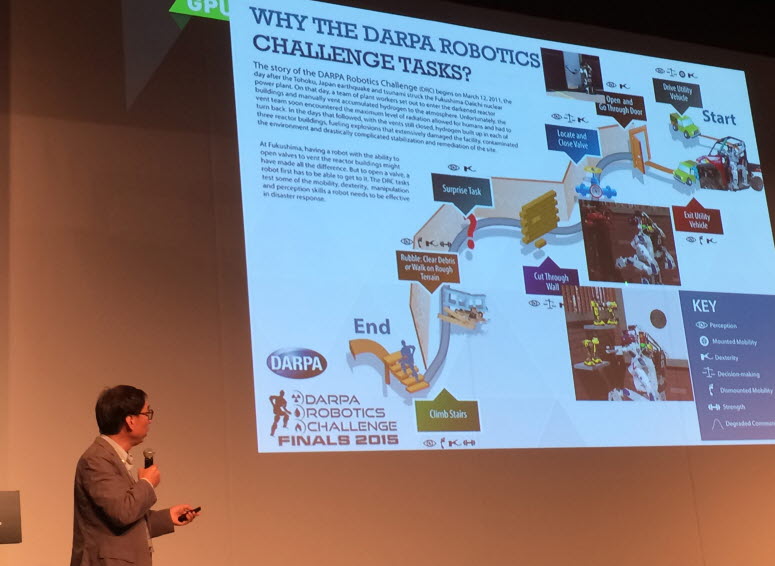 GPU
WHY THE DARPA ROBOTICS
CHALLENGE TASKS?
The story of the DARPA Robotics Challenge (DRC) begins on March 12, 2011, the
day after the Tohoku, Japan earthquake and tsunami struck the Fukushima-Daiichi nuclear
power plant. On that day, a team of plant workers set out to enter the darkened reactor
buildings and manually vent accumulated hydrogen to the atmosphere. Unfortunately, the
vent team soon encountered the maximum level of radiation allowed for humans and had to
turn back. In the days that followed, with the vents still closed, hydrogen built up in each of
three reactor buildings, fueling explosions that extensively damaged the facility, contaminated
the environment and drastically complicated stabilization and remediation of the site.
At Fukushima, having a robot with the ability to
open valves to vent the reactor buildings might
have made all the difference. But to open a valve, a
robot first has to be able to get to it. The DRC tasks
test some of the mobility, dexterity, manipulation
and perception skills a robot needs to be effective
in disaster response.
Drive Utility
Vehicle
Start
Open and
Go Through Door
Locate and
Close Valve
Exit Utility
Vehicle
Surprise Task
?
Cut Through
Wall
Rubble: Clear Debris
or Walk on Rough
Terrain
End
Climb Stairs
DARPA
DARPA
ROBOTICS
CHALLENGE
FINALS 2015
KEY
Perception
Mounted Mobility
Dexterity
Decision-making
Dismounted Mobility
Strength
Degraded Commun